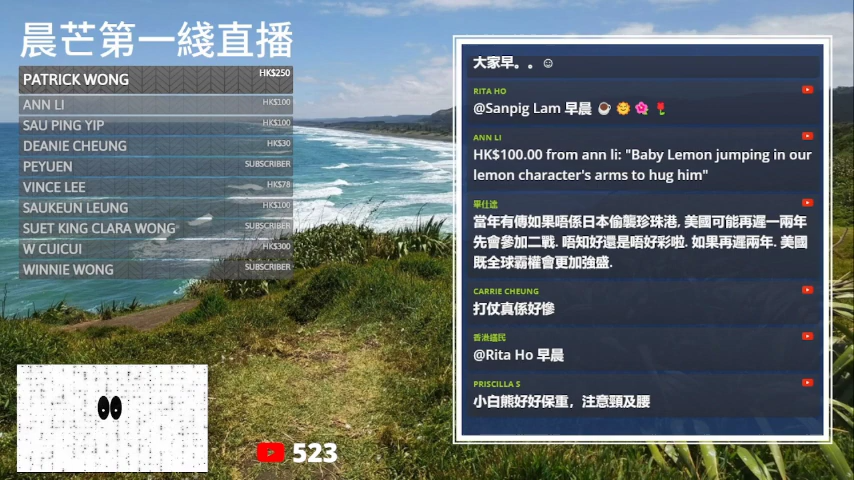 晨芒第一綫直播
PATRICK WONG HK$250
ANN LI HK$100
SAU PING YIP HK$100
DEANIE CHEUNG HK$30
PEYUEN SUBSCRIBER
VINCE LEE HK$78
SAUKEUN LEUNG HK$100
SUET KING CLARA WONG SUBSCRIBER
W CUICUI HK$300
WINNIE WONG SUBSCRIBER
大家早。。☺
RITA HO
@Sanpig Lam 早晨 ☕ 🌞 🌺 🌷
ANN LI
HK$100.00 from ann li: "Baby Lemon jumping in our
lemon character's arms to hug him"
畢仕途
當年有傳如果唔係日本偷襲珍珠港, 美國可能再遲一兩年
先會參加二戰. 唔知好還是唔好彩啦. 如果再遲兩年. 美國
既全球霸權會更加強盛.
CARRIE CHEUNG
打仗真係好慘
@Rita Ho 早晨
PRISCILLA S
小白熊好好保重，注意頸及腰
523